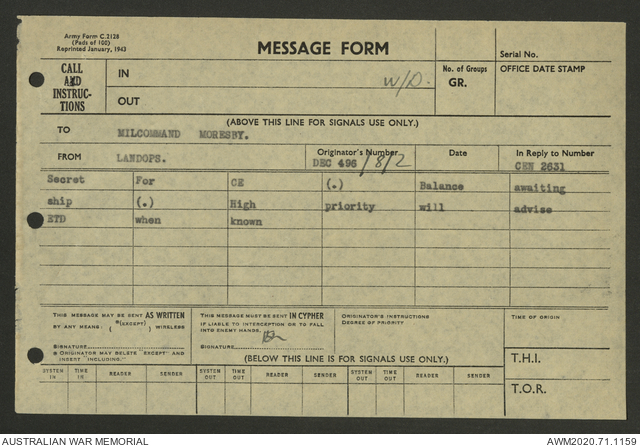 Army Form C.2128
(Pads of 100)
Reprinted January, 1943
MESSAGE FORM
Serial No.
CALL
AND
INSTRUC-
TIONS
IN
OUT
W/D.
No. of Groups
GR.
OFFICE DATE STAMP
(ABOVE THIS LINE FOR SIGNALS USE ONLY.)
TO MILCOMMAND MORESBY.
FROM LANDOPS.
Originator's Number
DEC 496/8/2
Date
In Reply to Number
CEN 2631
Secret For CE (.) Balance awaiting
ship (.) High priority will advise
ETD when known
THIS MESSAGE MAY BE SENT AS WRITTEN
BY ANY MEANS: { *(EXCEPT) } WIRELESS
SIGNATURE
* ORIGINATOR MAY DELETE "EXCEPT" AND
INSERT "INCLUDING."
THIS MESSAGE MUST BE SENT IN CYPHER
IF LIABLE TO INTERCEPTION OR TO FALL
INTO ENEMY HANDS.
SIGNATURE
ORIGINATOR'S INSTRUCTIONS
DEGREE OF PRIORITY
TIME OF ORIGIN
(BELOW THIS LINE IS FOR SIGNALS USE ONLY.)
SYSTEM IN TIME IN READER SENDER SYSTEM OUT TIME OUT READER SENDER SYSTEM OUT TIME OUT READER SENDER
T.H.I.
T.O.R.
AUSTRALIAN WAR MEMORIAL
AWM2020.71.1159